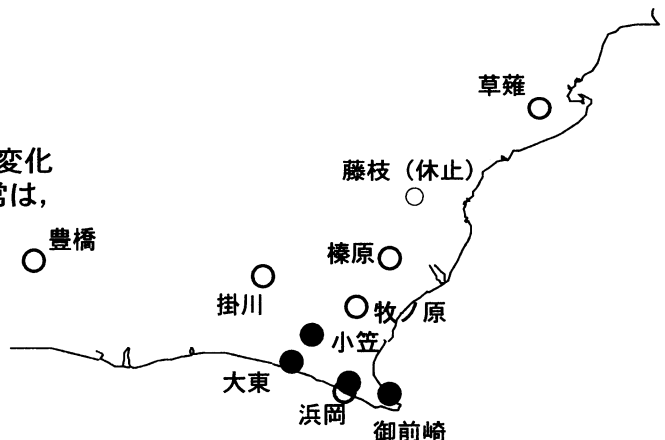 草薙
変化
藤枝（休止）
常は，
豊橋
榛原
掛川
牧ノ原
小笠
大東
浜岡
御前崎